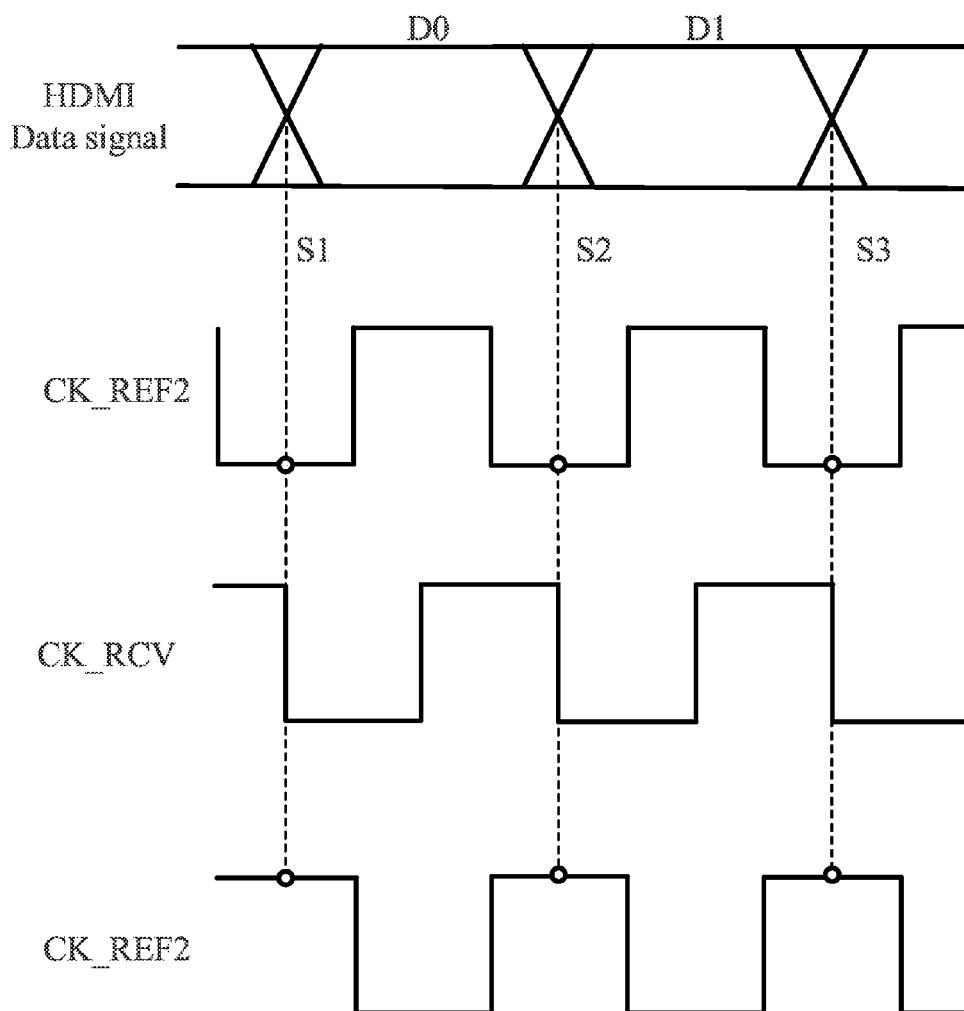 D0 D1
HDMI
Data signal
S1 S2 S3
CK_REF2
CK_RCV
CK_REF2